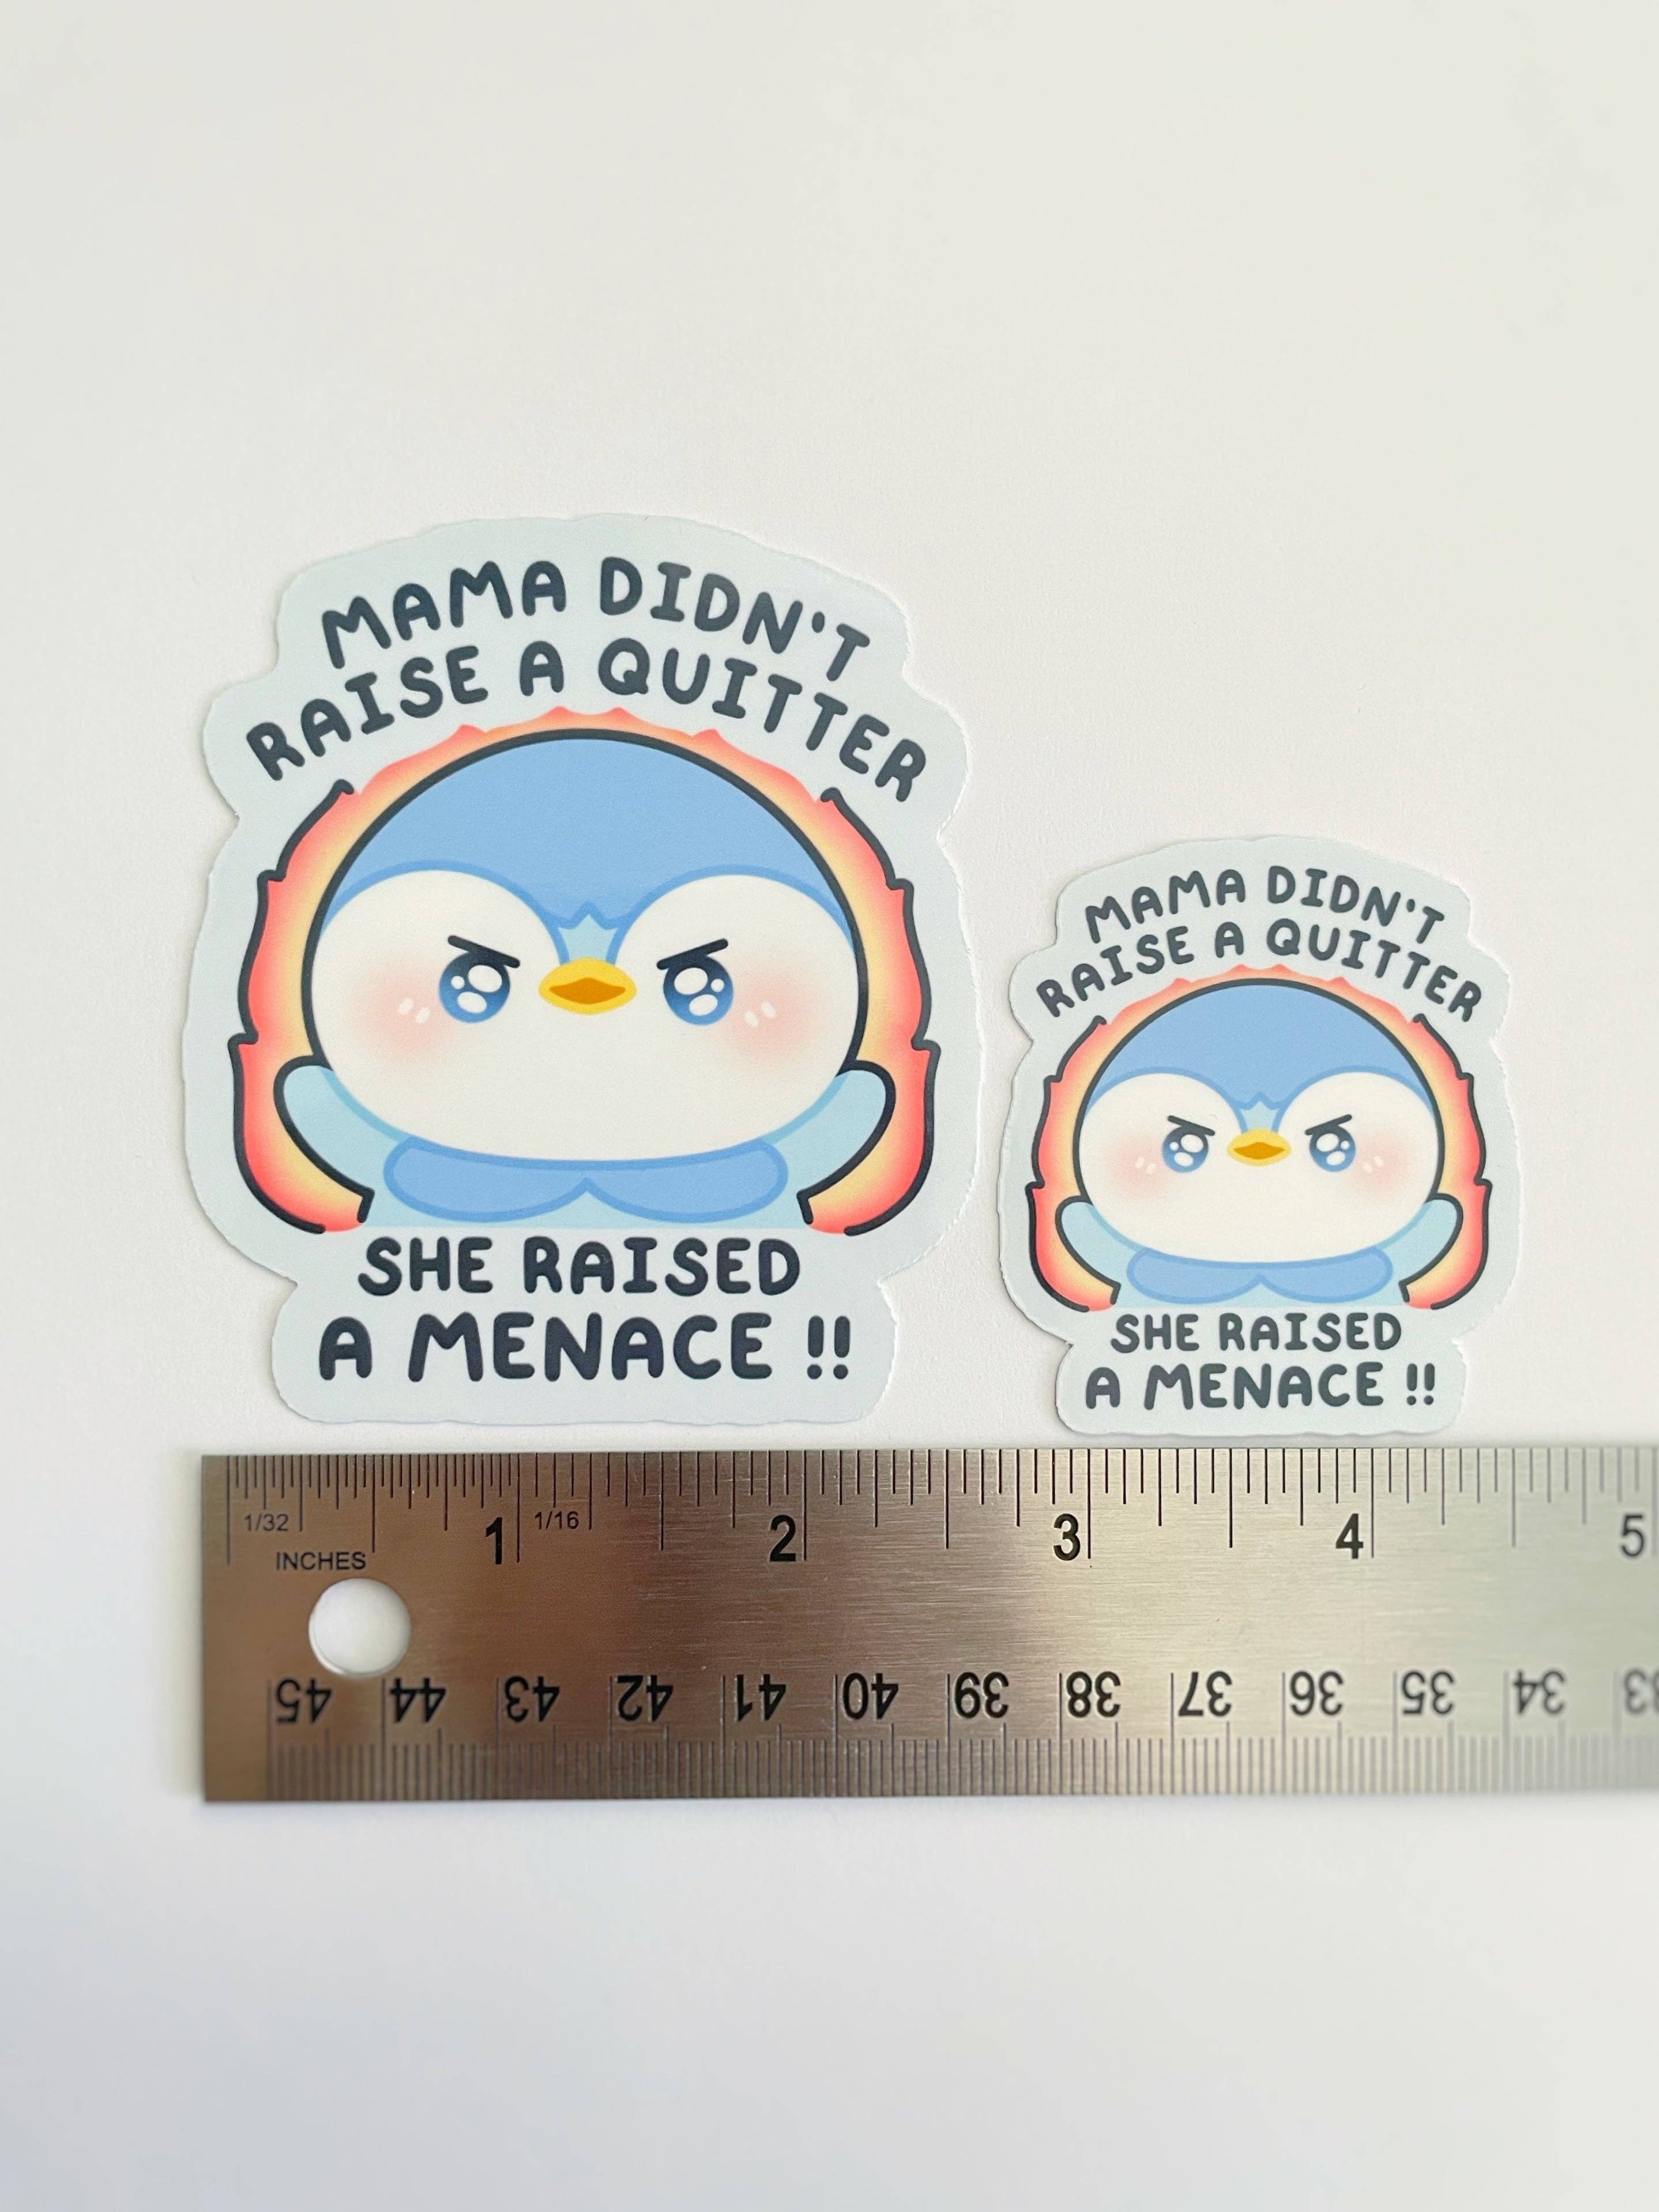 MAMA DIDN'T
RAISE A QUITTER
SHE RAISED
A MENACE !!
MAMA DIDN'T
RAISE A QUITTER
SHE RAISED
A MENACE !!
1 2 3 4 5
1/32 1/16
INCHES
45 44 43 42 41 40 39 38 37 36 35 34 33